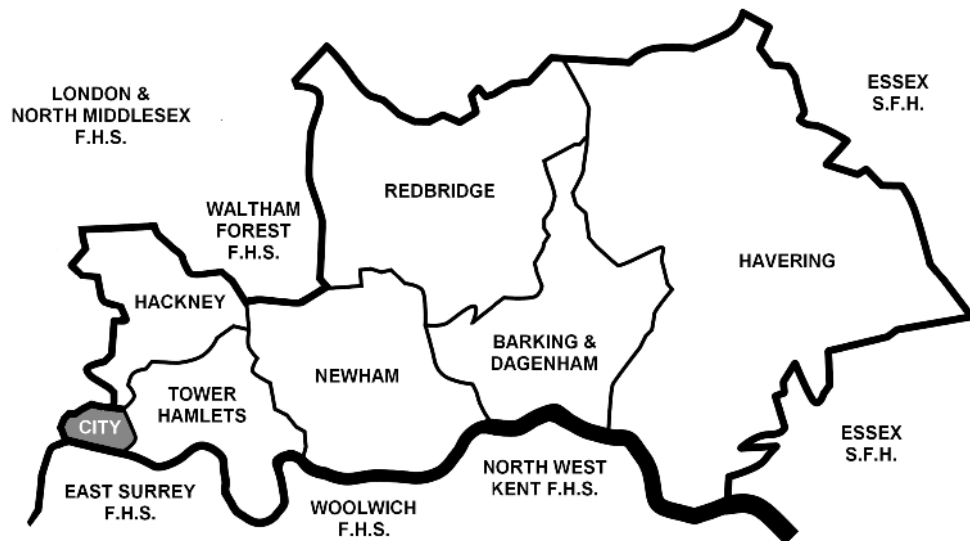 ESSEX
S.F.H.
LONDON &
NORTH MIDDLESEX
F.H.S.
REDBRIDGE
WALTHAM
FOREST
F.H.S.
HAVERING
HACKNEY
BARKING &
DAGENHAM
NEWHAM
TOWER
HAMLETS
CITY
ESSEX
S.F.H.
NORTH WEST
KENT F.H.S.
EAST SURREY
F.H.S.
WOOLWICH
F.H.S.